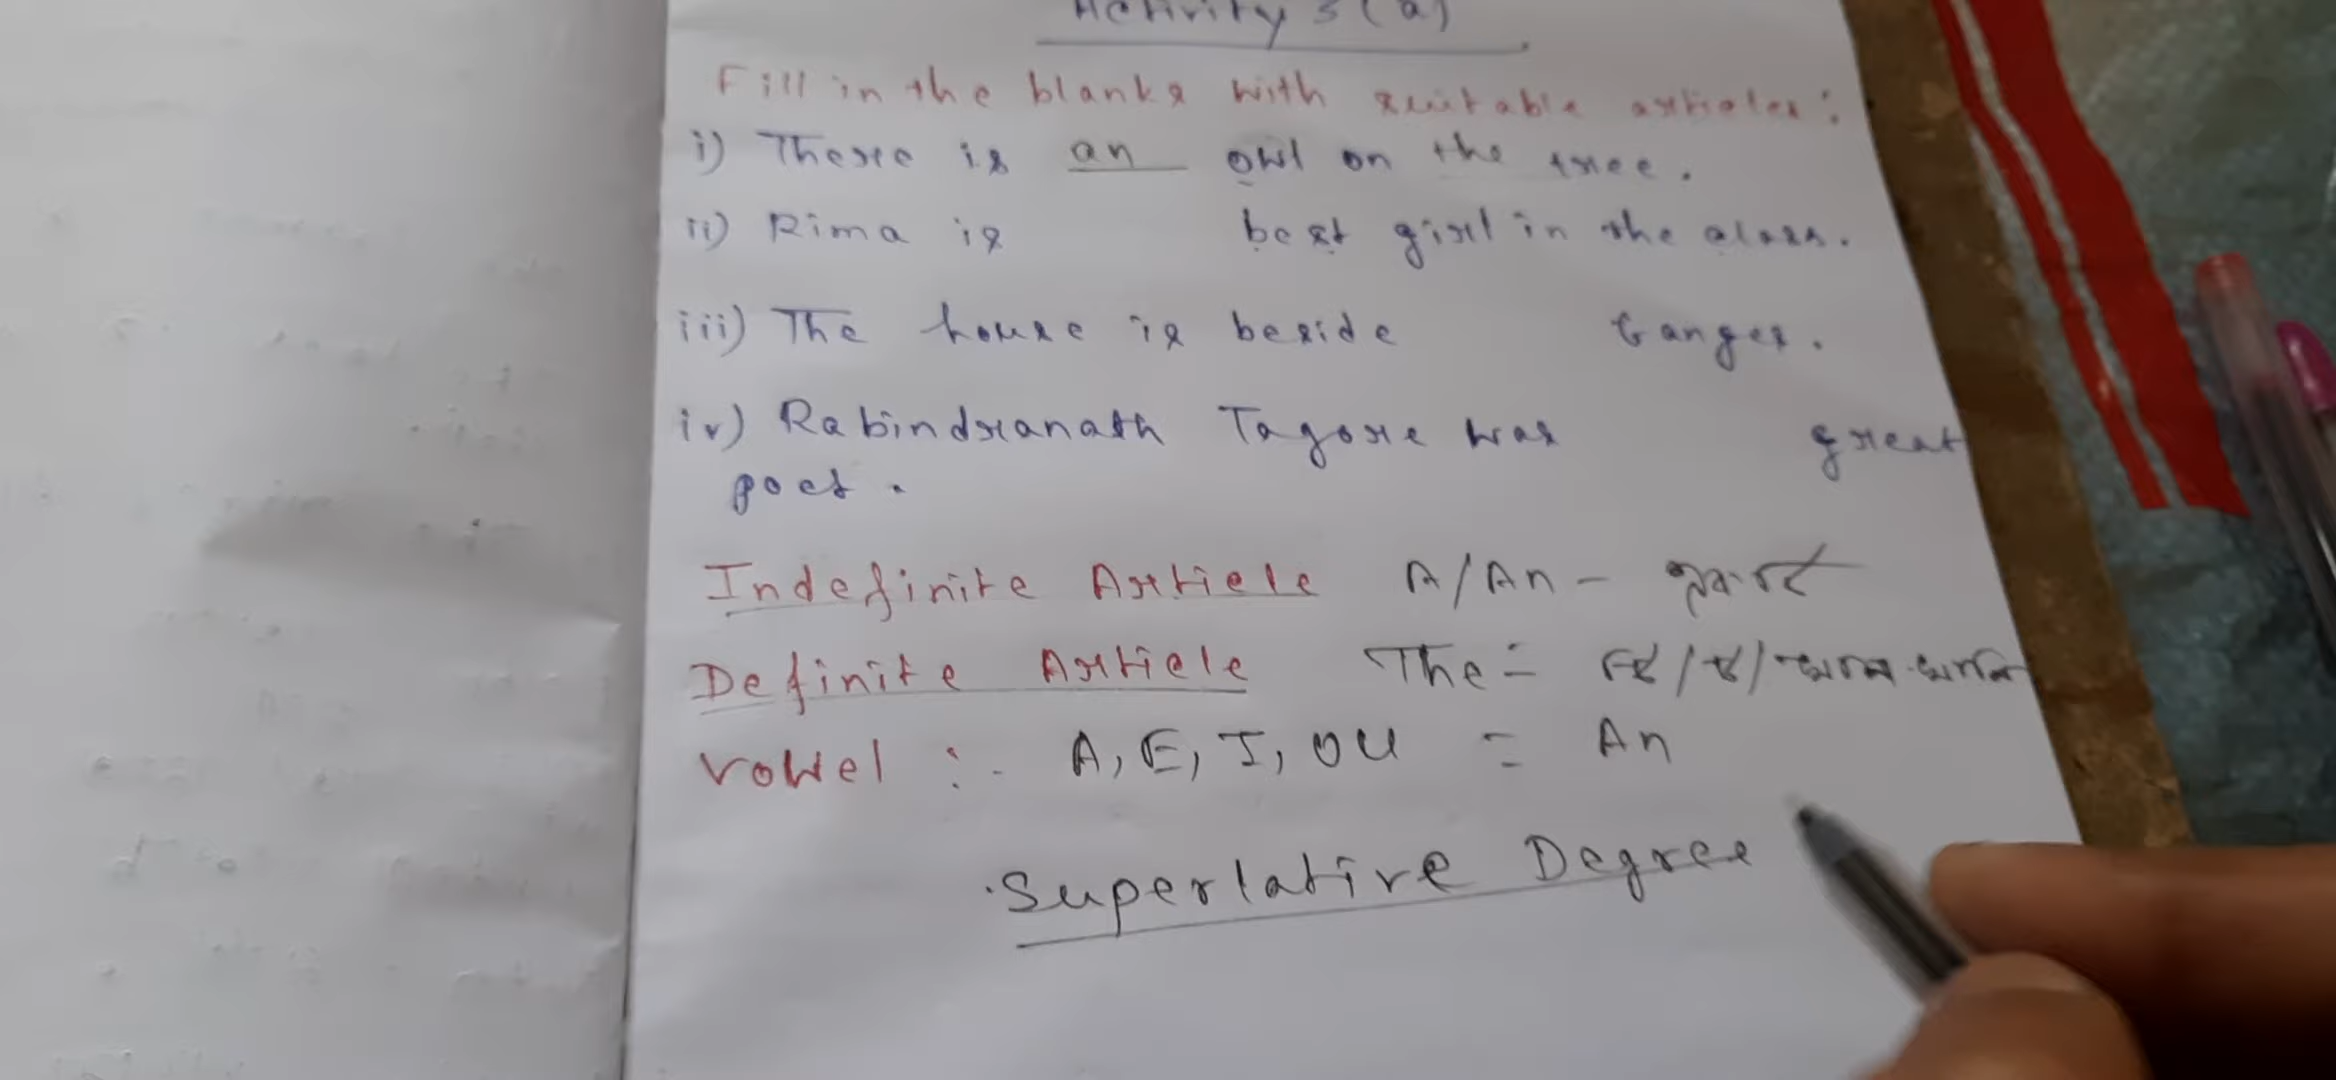 Activity 3 (a)
Fill in the blanks with suitable articles :
i) There is an owl on the tree.
ii) Rima is best girl in the class.
iii) The house is beside Ganges.
iv) Rabindranath Tagore was great
poet.
Indefinite Article A/An -
Definite Article The = টি/টা/
Vowel :- A, E, I, OU = An
Superlative Degree